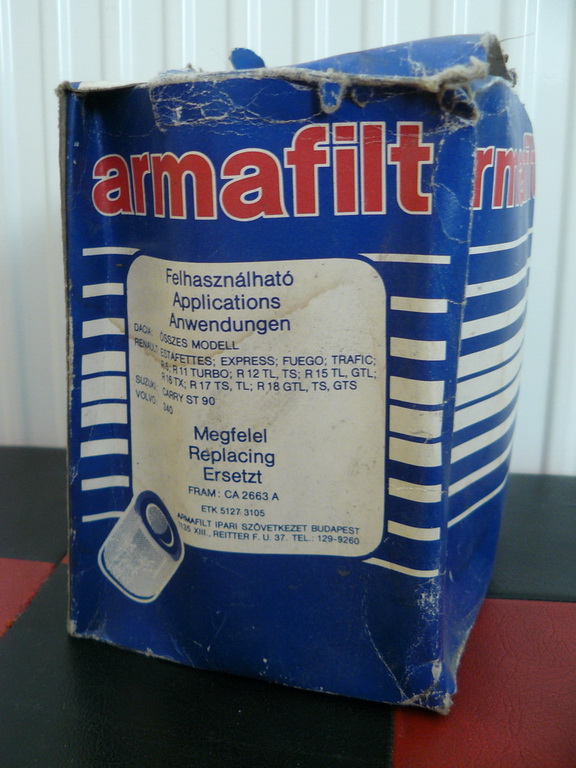 armafilt
Felhasználható
Applications
Anwendungen
DACIA: ÖSSZES MODELL
RENAULT: ESTAFETTES; EXPRESS; FUEGO; TRAFIC;
R 11 TURBO; R 12 TL, TS; R 15 TL, GTL;
R 16 TX; R 17 TS, TL; R 18 GTL, TS, GTS
SUZUKI: CARRY ST 90
VOLVO: 340
Megfelel
Replacing
Ersetzt
FRAM: CA 2663 A
ETK 5127 3105
ARMAFILT IPARI SZÖVETKEZET BUDAPEST
1135 XIII., REITTER F. U. 37. TEL.: 129-9260